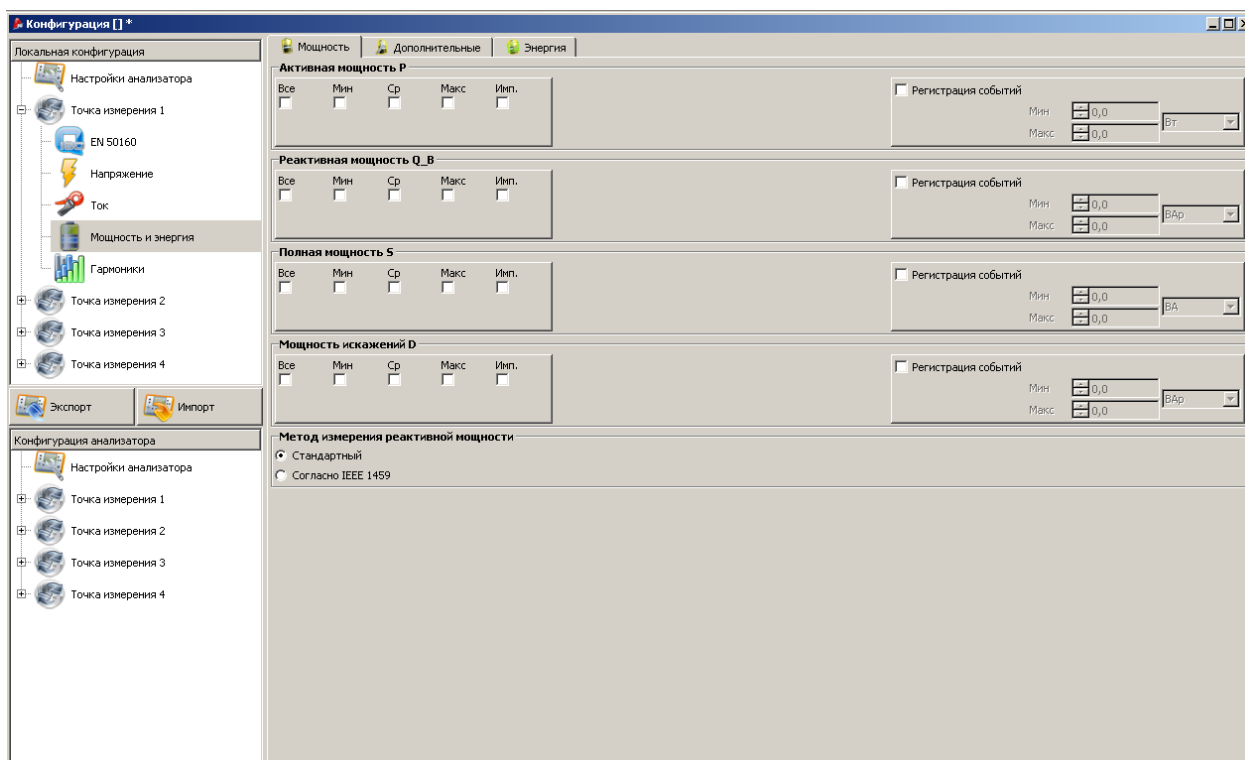 Конфигурация [] *
Локальная конфигурация
Настройки анализатора
Точка измерения 1
EN 50160
Напряжение
Ток
Мощность и энергия
Гармоники
Точка измерения 2
Точка измерения 3
Точка измерения 4
Экспорт Импорт
Конфигурация анализатора
Настройки анализатора
Точка измерения 1
Точка измерения 2
Точка измерения 3
Точка измерения 4
Мощность Дополнительные Энергия
Активная мощность P
Все Мин Ср Макс Имп.
Регистрация событий
Мин 0,0
Вт
Макс 0,0
Реактивная мощность Q_B
Все Мин Ср Макс Имп.
Регистрация событий
Мин 0,0
ВАр
Макс 0,0
Полная мощность S
Все Мин Ср Макс Имп.
Регистрация событий
Мин 0,0
ВА
Макс 0,0
Мощность искажений D
Все Мин Ср Макс Имп.
Регистрация событий
Мин 0,0
ВАр
Макс 0,0
Метод измерения реактивной мощности
Стандартный
Согласно IEEE 1459